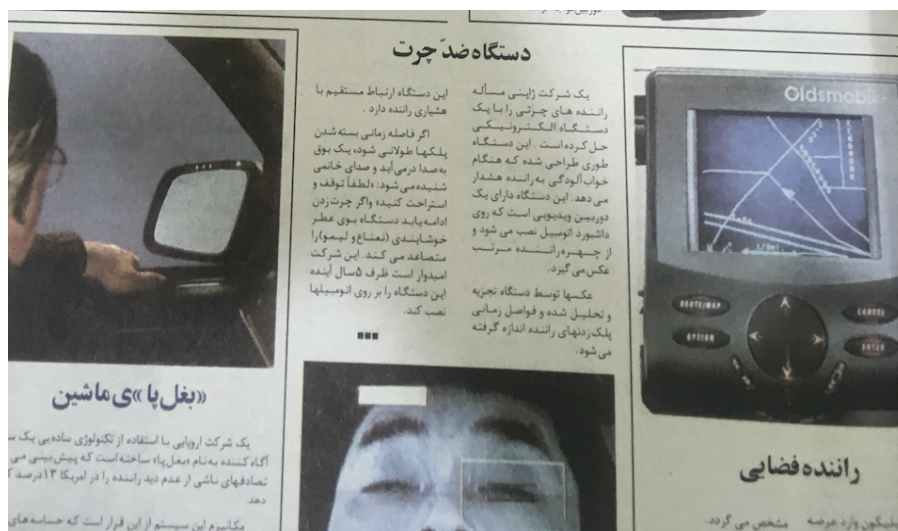 دستگاه ضدّ چرت
یک شرکت ژاپنی مسأله
راننده های چرتی را با یک
دستگاه الکترونیکی
حل کرده است . این دستگاه
طوری طراحی شده که هنگام
خواب آلودگی به راننده هشدار
می دهد. این دستگاه دارای یک
دوربین ویدیویی است که روی
داشبورد اتومبیل نصب می شود و
از چهره راننده مرتب
عکس می گیرد.
عکسها توسط دستگاه تجزیه
و تحلیل شده و فواصل زمانی
پلک زدنهای راننده اندازه گرفته
می شود.
این دستگاه ارتباط مستقیم با
هشیاری راننده دارد .
اگر فاصله زمانی بسته شدن
پلکها طولانی شود، یک بوق
به صدا درمی آید و صدای خانمی
شنیده می شود: «لطفاً توقف و
استراحت کنید» واگر چرت زدن
ادامه یابد دستگاه بوی عطر
خوشایندی (نعناع و لیمو) را
متصاعد می کند. این شرکت
امیدوار است ظرف ۵سال آینده
این دستگاه را بر روی اتومبیلها
نصب کند.
Oldsmobile
ROUTE/MAP
CANCEL
OPTION
ENTER
راننده فضایی
سلیکون وارد عرضه
مشخص می گردد.
«بغل پا»ی ماشین
یک شرکت اروپایی با استفاده از تکنولوژی ساده یی یک
آگاه کننده به نام «بغل پا» ساخته است که پیش بینی می
تصادفهای ناشی از عدم دید راننده را در امریکا ۱۳درصد
دهد.
مکانیزم این سیستم از این قرار است که حساسه های